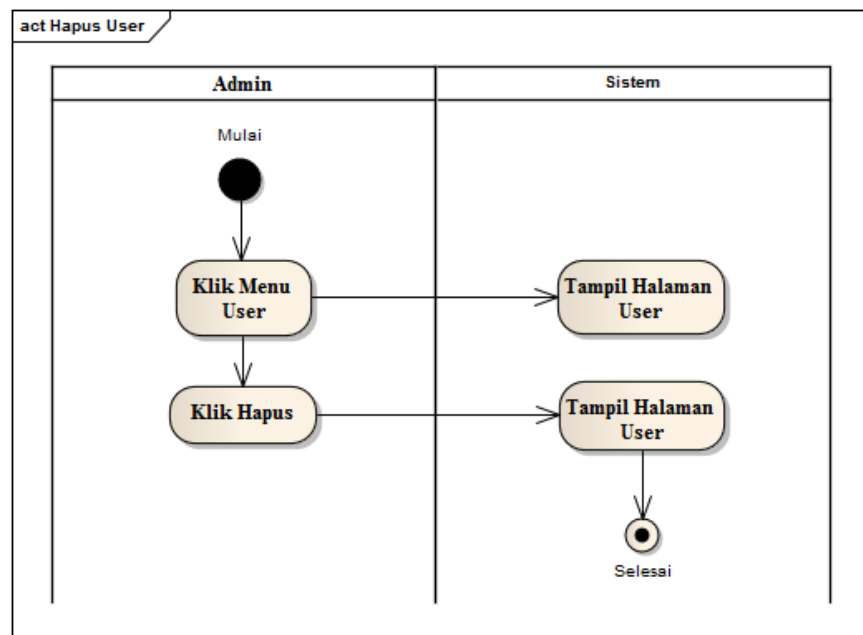 act Hapus User
Admin
Sistem
Mulai
Klik Menu
User
Tampil Halaman
User
Klik Hapus
Tampil Halaman
User
Selesai